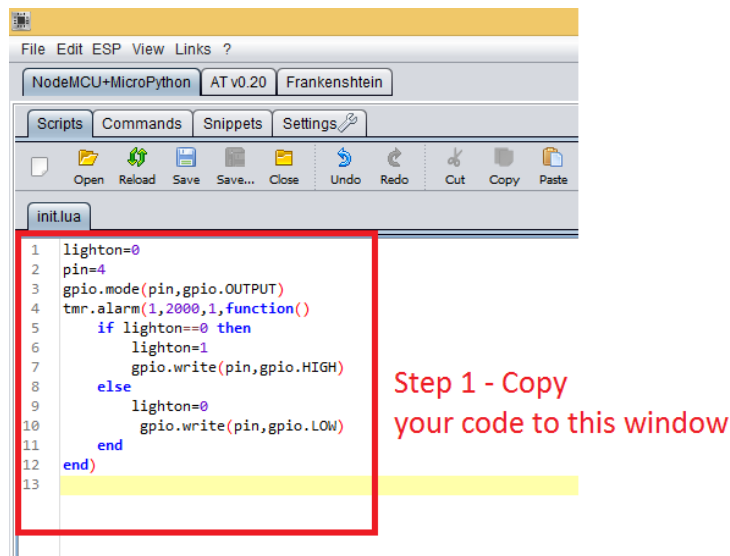 File Edit ESP View Links ?
NodeMCU+MicroPython AT v0.20 Frankenshtein
Scripts Commands Snippets Settings
Open Reload Save Save... Close Undo Redo Cut Copy Paste
init.lua
1 lighton=0
2 pin=4
3 gpio.mode(pin,gpio.OUTPUT)
4 tmr.alarm(1,2000,1,function()
5     if lighton==0 then
6         lighton=1
7         gpio.write(pin,gpio.HIGH)
8     else
9         lighton=0
10          gpio.write(pin,gpio.LOW)
11     end
12 end)
13
Step 1 - Copy
your code to this window